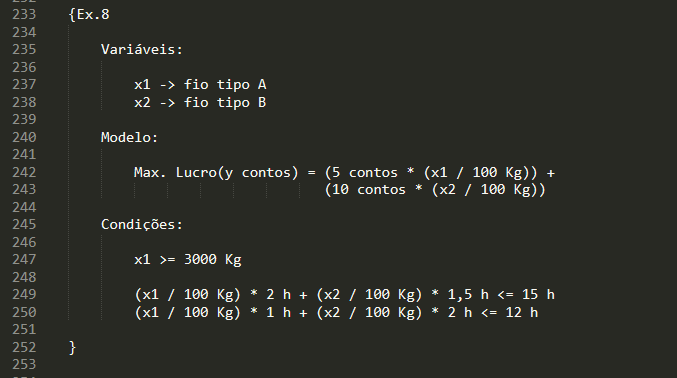 233 {Ex.8
234
235 Variáveis:
236
237 x1 -> fio tipo A
238 x2 -> fio tipo B
239
240 Modelo:
241
242 Max. Lucro(y contos) = (5 contos * (x1 / 100 Kg)) +
243 (10 contos * (x2 / 100 Kg))
244
245 Condições:
246
247 x1 >= 3000 Kg
248
249 (x1 / 100 Kg) * 2 h + (x2 / 100 Kg) * 1,5 h <= 15 h
250 (x1 / 100 Kg) * 1 h + (x2 / 100 Kg) * 2 h <= 12 h
251
252 }
253